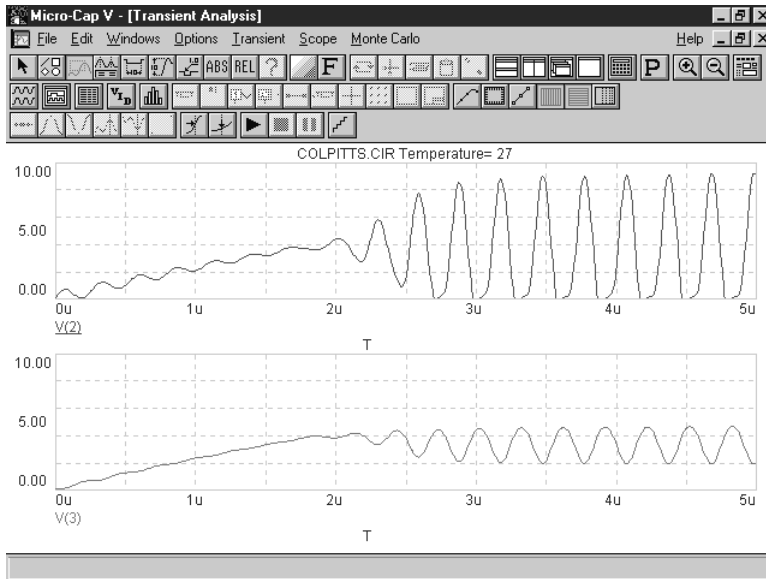 Micro-Cap V - [Transient Analysis]
File Edit Windows Options Transient Scope Monte Carlo Help
ABS REL ? F P
COLPITTS.CIR Temperature= 27
10.00
5.00
0.00
0u 1u 2u 3u 4u 5u
V(2)
T
10.00
5.00
0.00
0u 1u 2u 3u 4u 5u
V(3)
T